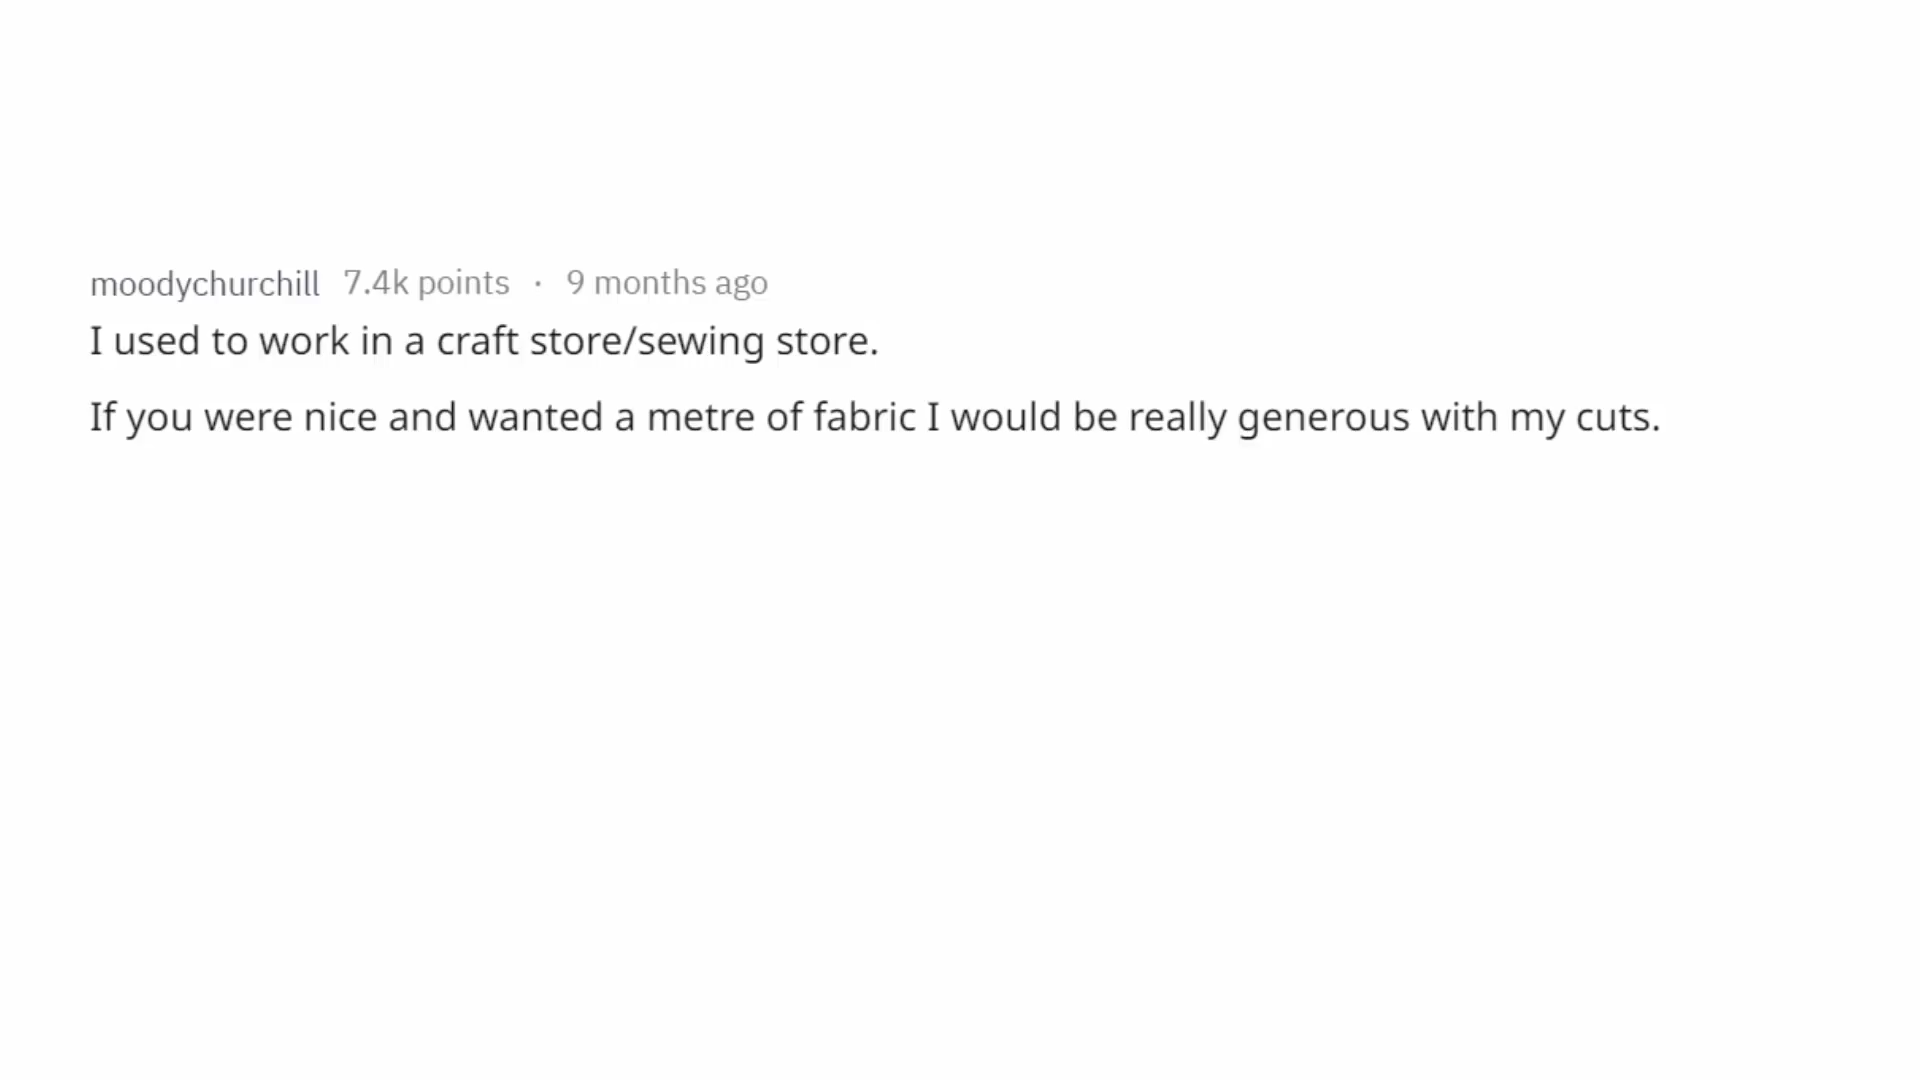 moodychurchill 7.4k points · 9 months ago
I used to work in a craft store/sewing store.
If you were nice and wanted a metre of fabric I would be really generous with my cuts.